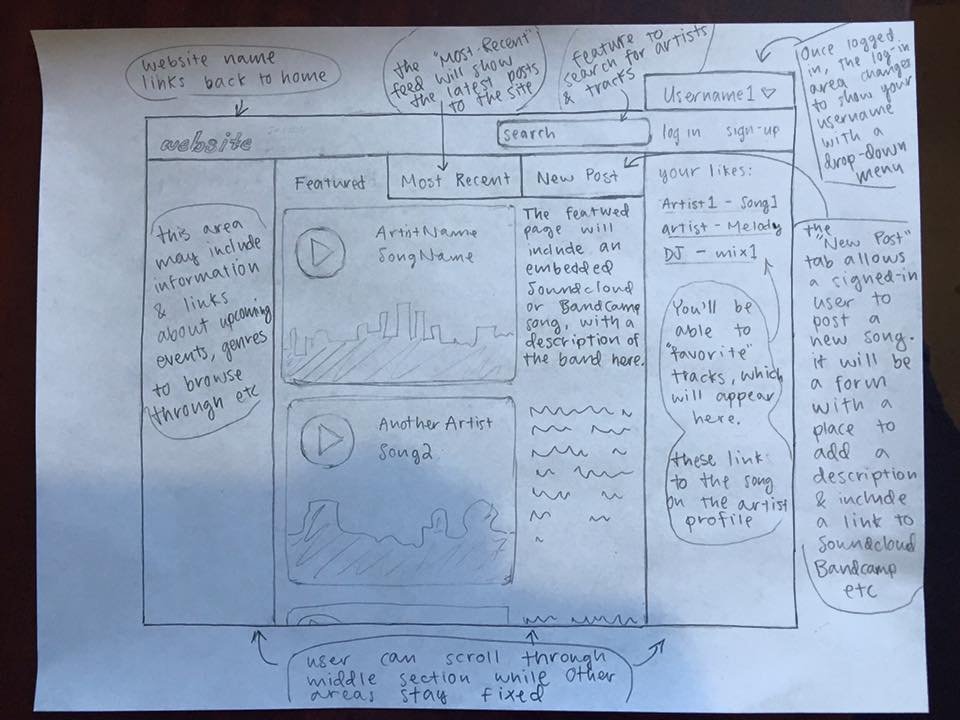 website name
links back to home
the "Most-Recent"
feed will show
the latest posts
to the site
feature to
search for artists
& tracks
Once logged
in, the log-in
area changes
to show your
username
with a
drop-down
menu
Username1
website
search
log in sign-up
Featured
Most Recent
New Post
your likes:
Artist1 - Song1
artist - Melody
DJ - mix1
this area
may include
information
& links
about upcoming
events, genres
to browse
through etc
ArtistName
SongName
The featured
page will
include an
embedded
Soundcloud
or BandCamp
song, with a
description of
the band here.
You'll be
able to
"favorite"
tracks, which
will appear
here.
these link
to the song
on the artist
profile
the
"New Post"
tab allows
a signed-in
user to
post a
new song.
it will be
a form
with a
place to
add a
description
& include
a link to
Soundcloud
Bandcamp
etc
Another Artist
Song2
user can scroll through
middle section while other
areas stay fixed